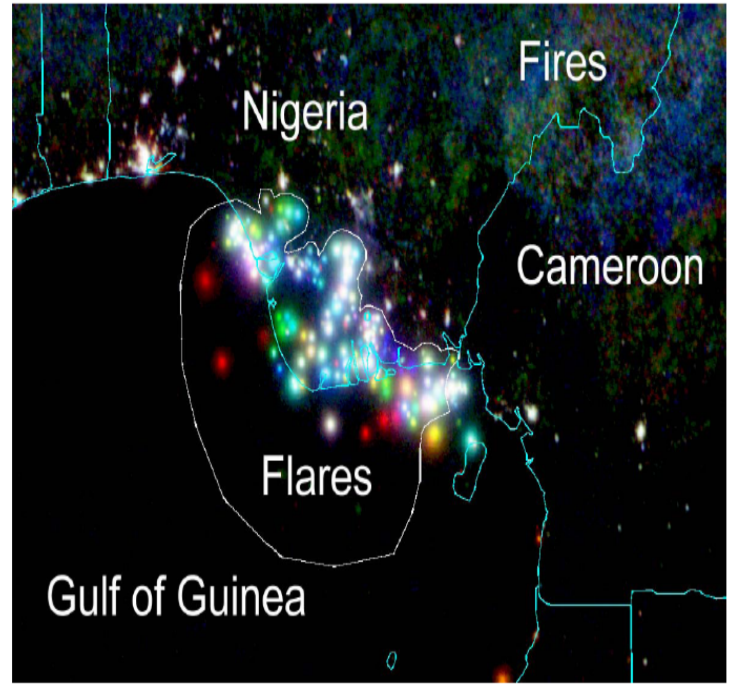 Fires
Nigeria
Cameroon
Flares
Gulf of Guinea